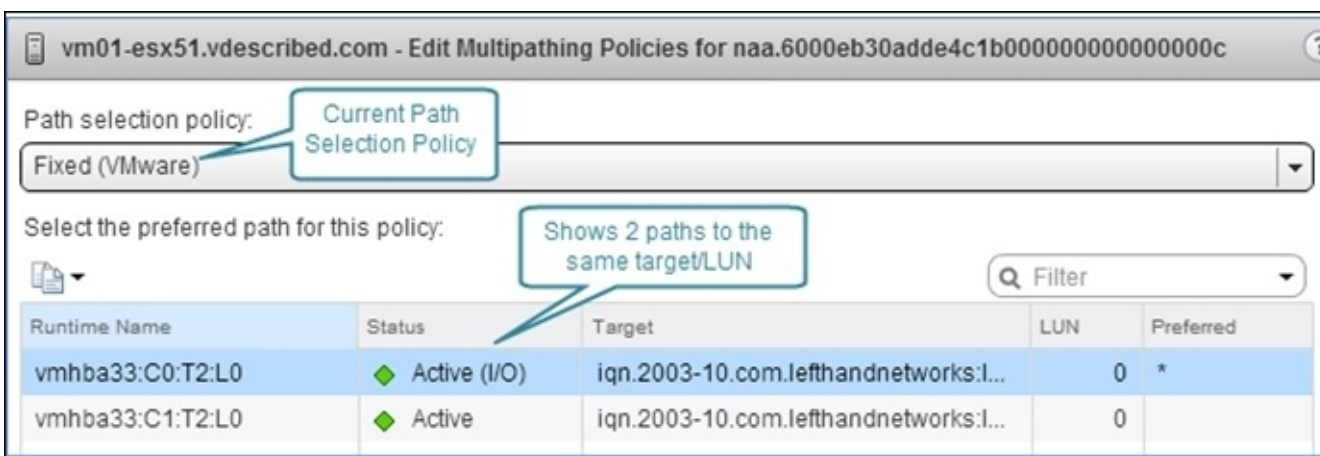 vm01-esx51.vdescribed.com - Edit Multipathing Policies for naa.6000eb30adde4c1b000000000000000c
?
Path selection policy:
Current Path
Selection Policy
Fixed (VMware)
Select the preferred path for this policy:
Shows 2 paths to the
same target/LUN
Filter
Runtime Name Status Target LUN Preferred
vmhba33:C0:T2:L0 Active (I/O) iqn.2003-10.com.lefthandnetworks:l... 0 *
vmhba33:C1:T2:L0 Active iqn.2003-10.com.lefthandnetworks:l... 0